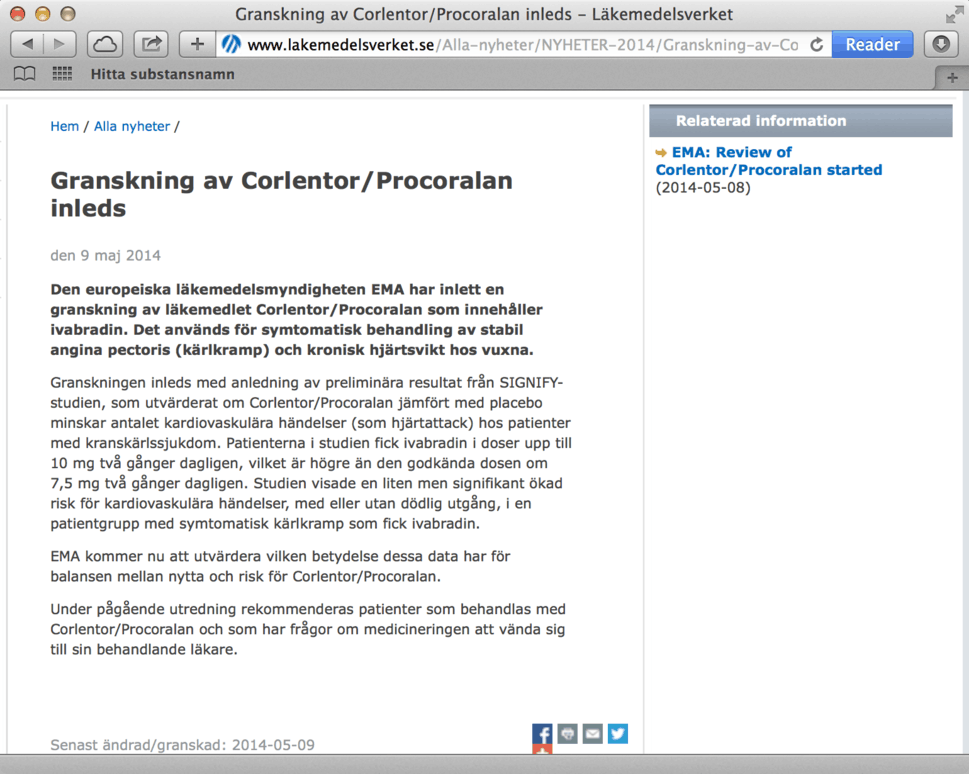 Granskning av Corlentor/Procoralan inleds – Läkemedelsverket
www.lakemedelsverket.se/Alla-nyheter/NYHETER-2014/Granskning-av-Co
Reader
Hitta substansnamn
Hem / Alla nyheter /
Granskning av Corlentor/Procoralan
inleds
den 9 maj 2014
Den europeiska läkemedelsmyndigheten EMA har inlett en
granskning av läkemedlet Corlentor/Procoralan som innehåller
ivabradin. Det används för symtomatisk behandling av stabil
angina pectoris (kärlkramp) och kronisk hjärtsvikt hos vuxna.
Granskningen inleds med anledning av preliminära resultat från SIGNIFY-
studien, som utvärderat om Corlentor/Procoralan jämfört med placebo
minskar antalet kardiovaskulära händelser (som hjärtattack) hos patienter
med kranskärlssjukdom. Patienterna i studien fick ivabradin i doser upp till
10 mg två gånger dagligen, vilket är högre än den godkända dosen om
7,5 mg två gånger dagligen. Studien visade en liten men signifikant ökad
risk för kardiovaskulära händelser, med eller utan dödlig utgång, i en
patientgrupp med symtomatisk kärlkramp som fick ivabradin.
EMA kommer nu att utvärdera vilken betydelse dessa data har för
balansen mellan nytta och risk för Corlentor/Procoralan.
Under pågående utredning rekommenderas patienter som behandlas med
Corlentor/Procoralan och som har frågor om medicineringen att vända sig
till sin behandlande läkare.
Senast ändrad/granskad: 2014-05-09
Relaterad information
EMA: Review of
Corlentor/Procoralan started
(2014-05-08)